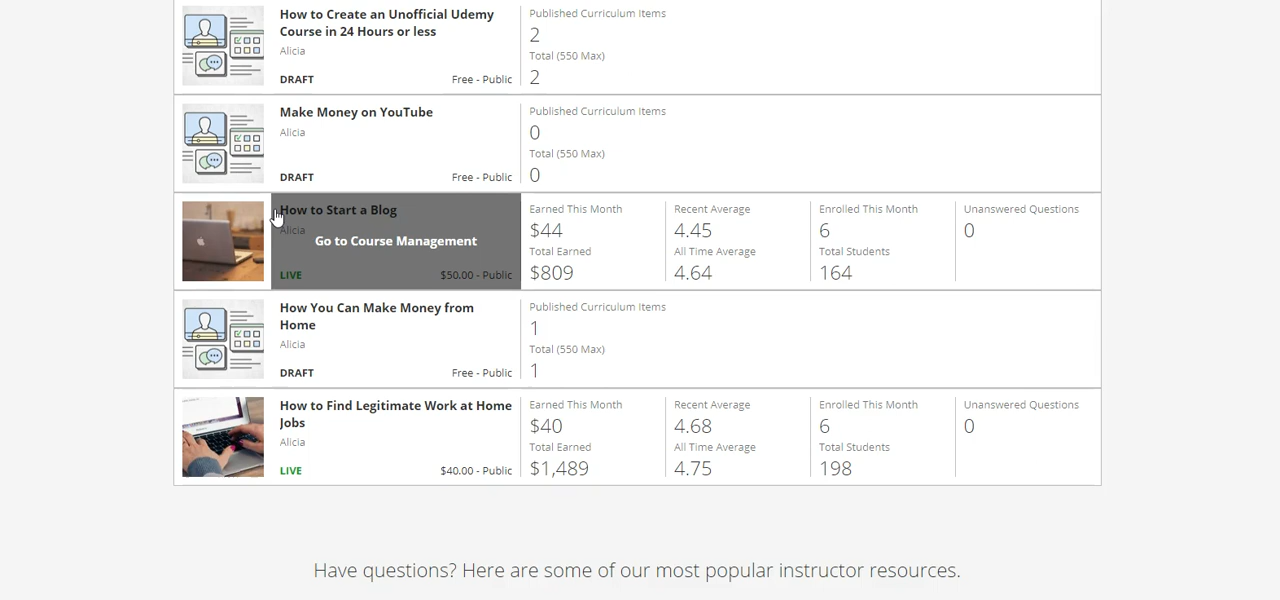 How to Create an Unofficial Udemy
Course in 24 Hours or less
Alicia
DRAFT
Free - Public
Published Curriculum Items
2
Total (550 Max)
2
Make Money on YouTube
Alicia
DRAFT
Free - Public
Published Curriculum Items
0
Total (550 Max)
0
How to Start a Blog
Alicia
Go to Course Management
LIVE
$50.00 - Public
Earned This Month
$44
Total Earned
$809
Recent Average
4.45
All Time Average
4.64
Enrolled This Month
6
Total Students
164
Unanswered Questions
0
How You Can Make Money from
Home
Alicia
DRAFT
Free - Public
Published Curriculum Items
1
Total (550 Max)
1
How to Find Legitimate Work at Home
Jobs
Alicia
LIVE
$40.00 - Public
Earned This Month
$40
Total Earned
$1,489
Recent Average
4.68
All Time Average
4.75
Enrolled This Month
6
Total Students
198
Unanswered Questions
0
Have questions? Here are some of our most popular instructor resources.